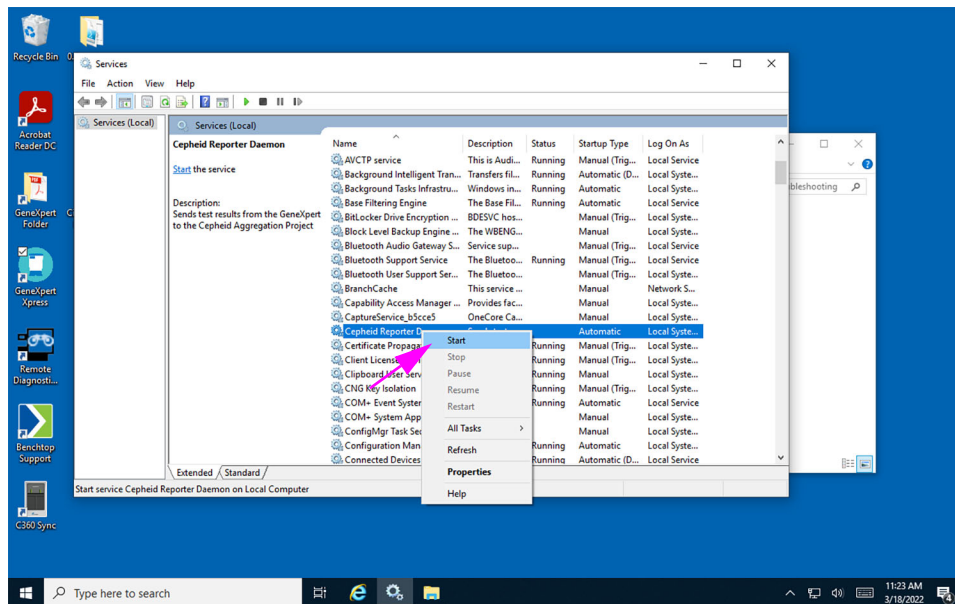 Recycle Bin
Acrobat
Reader DC
GeneXpert
Folder
GeneXpert
Xpress
Remote
Diagnosti...
Benchtop
Support
C360 Sync
Services
File Action View Help
Services (Local)
Services (Local)
Cepheid Reporter Daemon
Start the service
Description:
Sends test results from the GeneXpert
to the Cepheid Aggregation Project
Name Description Status Startup Type Log On As
AVCTP service This is Audi... Running Manual (Trig... Local Service
Background Intelligent Tran... Transfers fil... Running Automatic (D... Local Syste...
Background Tasks Infrastru... Windows in... Running Automatic Local Syste...
Base Filtering Engine The Base Fil... Running Automatic Local Service
BitLocker Drive Encryption ... BDESVC hos... Manual (Trig... Local Syste...
Block Level Backup Engine ... The WBENG... Manual Local Syste...
Bluetooth Audio Gateway S... Service sup... Manual (Trig... Local Service
Bluetooth Support Service The Bluetoo... Running Manual (Trig... Local Service
Bluetooth User Support Ser... The Bluetoo... Manual (Trig... Local Syste...
BranchCache This service ... Manual Network S...
Capability Access Manager ... Provides fac... Manual Local Syste...
CaptureService_b5cce5 OneCore Ca... Manual Local Syste...
Cepheid Reporter D Automatic Local Syste...
Certificate Propaga Running Manual (Trig... Local Syste...
Client License Running Manual (Trig... Local Syste...
Clipboard User Serv Running Manual Local Syste...
CNG Key Isolation Running Manual (Trig... Local Syste...
COM+ Event Syster Running Automatic Local Service
COM+ System App Manual Local Syste...
ConfigMgr Task Se Manual Local Syste...
Configuration Man Running Automatic Local Syste...
Connected Devices Running Automatic (D... Local Service
Start
Stop
Pause
Resume
Restart
All Tasks
Refresh
Properties
Help
Extended Standard
Start service Cepheid Reporter Daemon on Local Computer
bleshooting
Type here to search
11:23 AM
3/18/2022
4